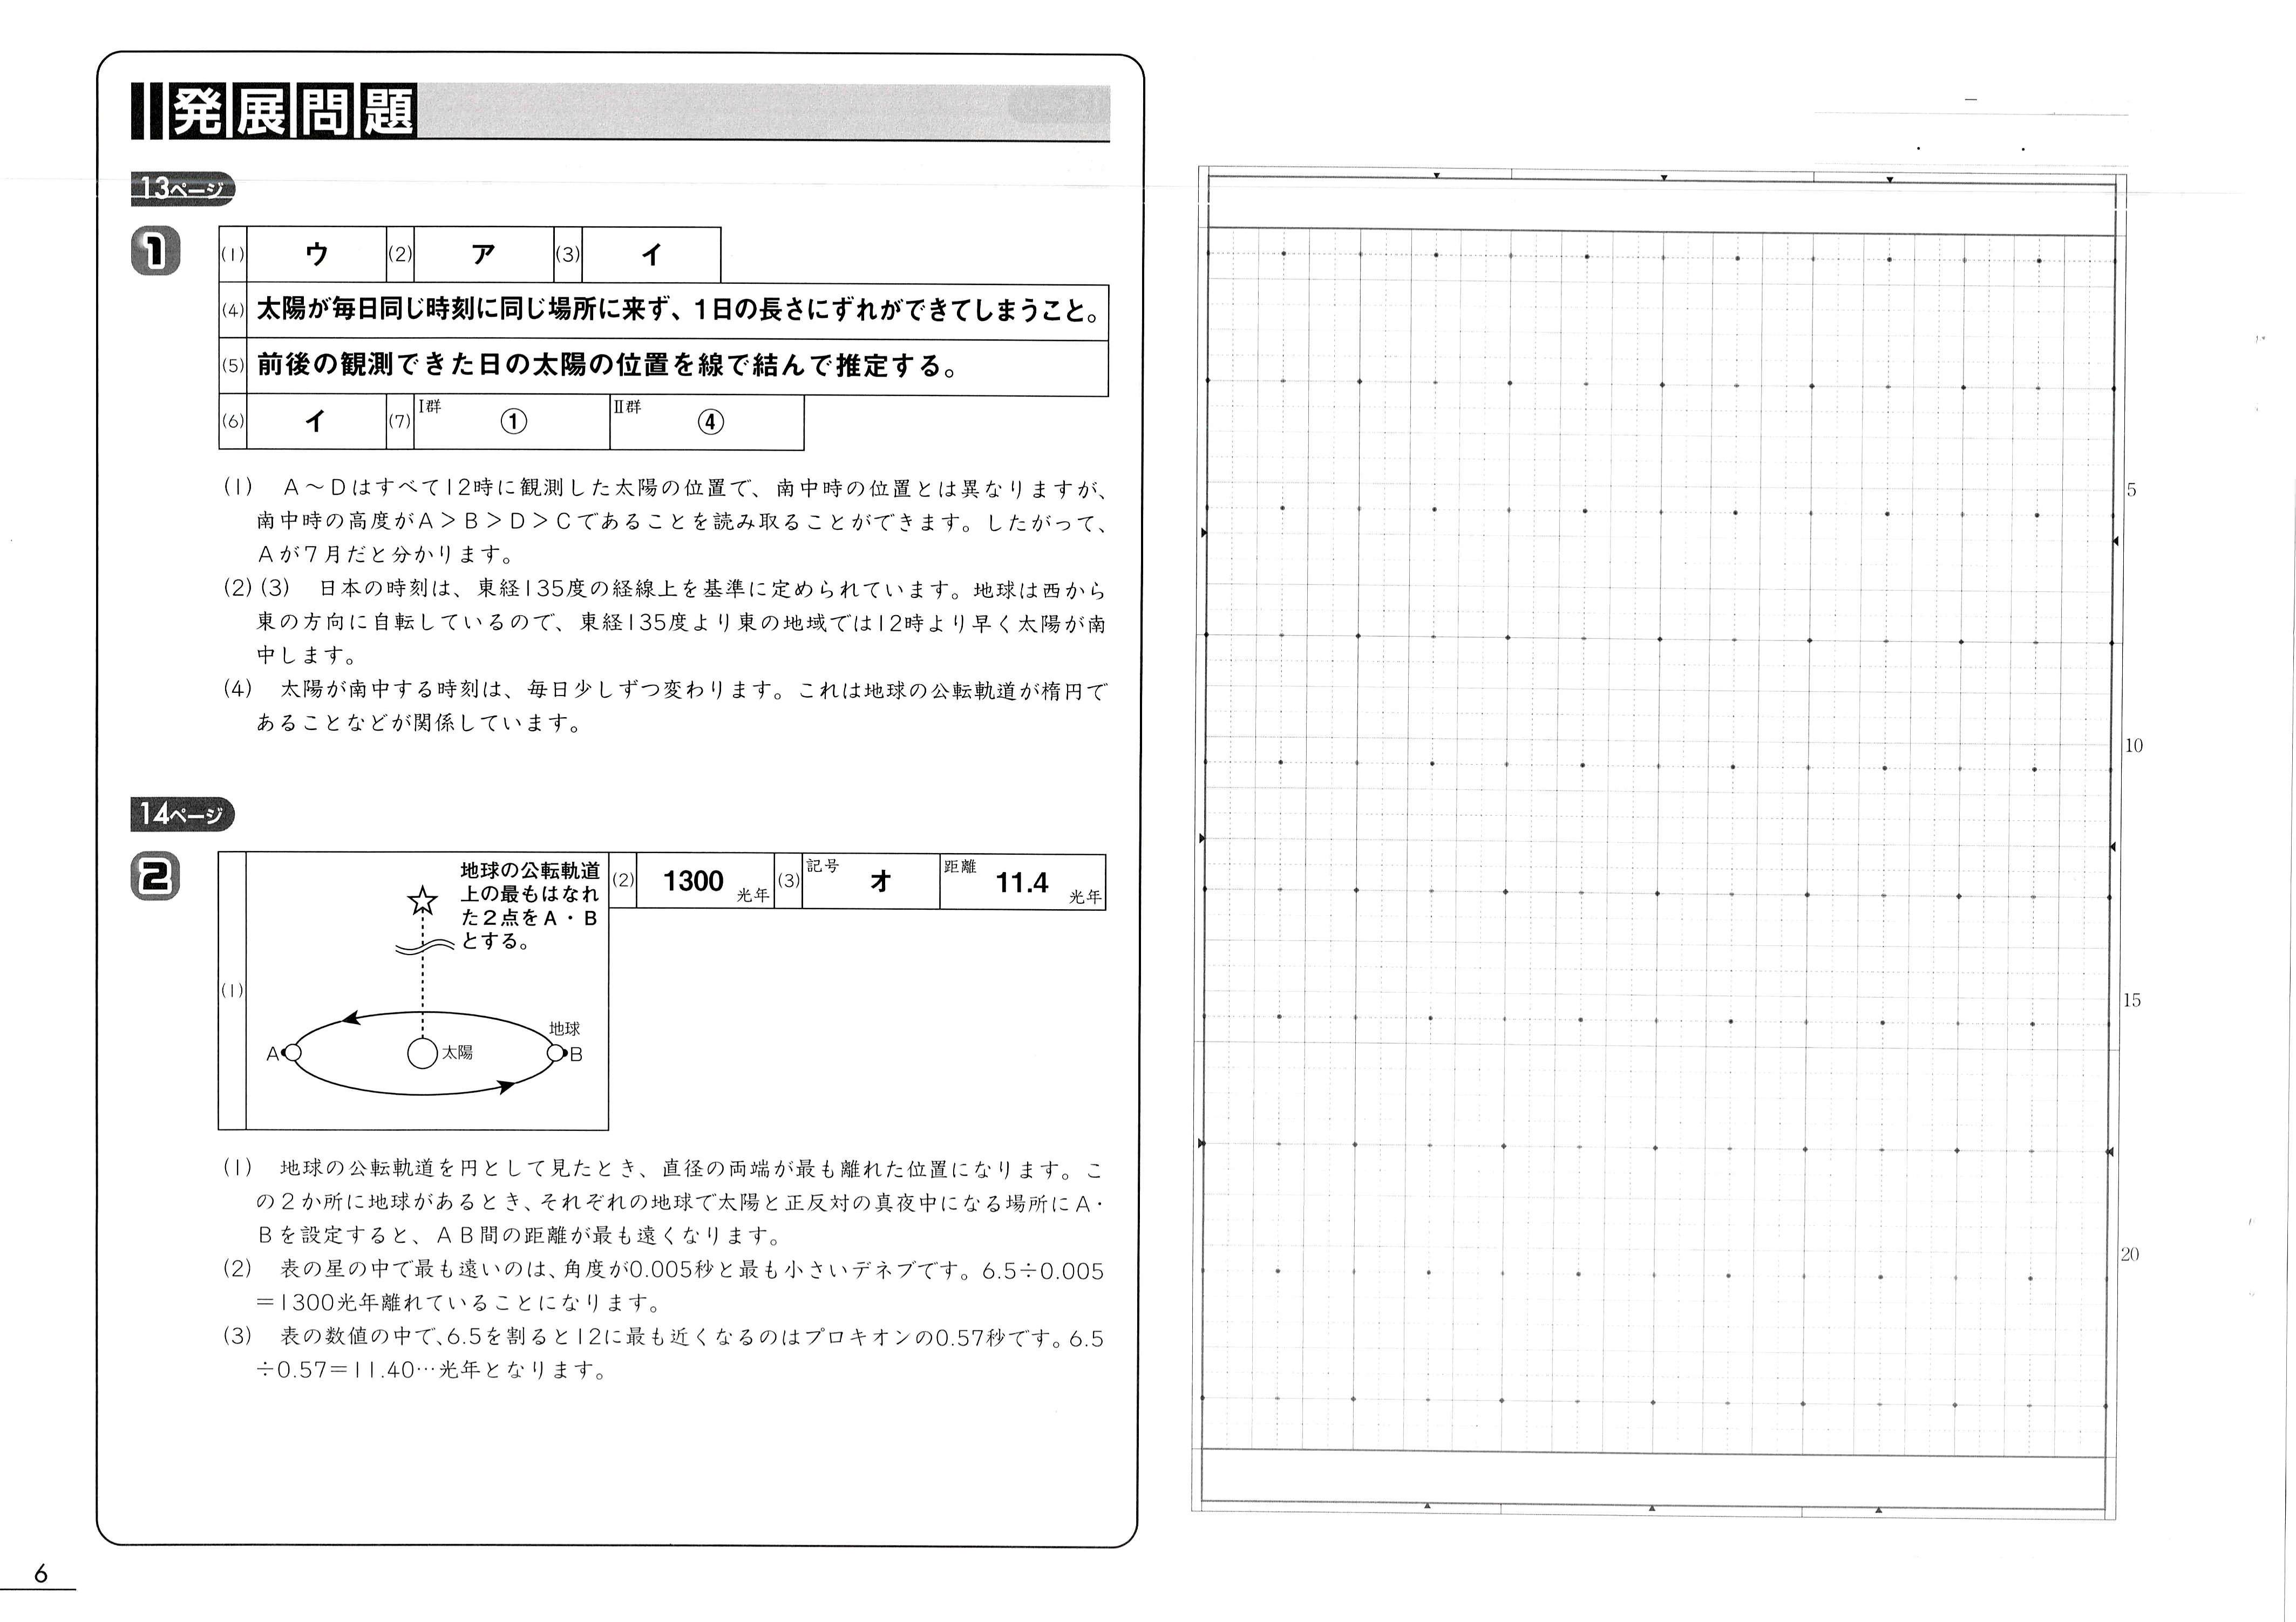 発展問題
13ページ
1
(1) ウ (2) ア (3) イ
(4) 太陽が毎日同じ時刻に同じ場所に来ず、1日の長さにずれができてしまうこと。
(5) 前後の観測できた日の太陽の位置を線で結んで推定する。
(6) イ (7) Ⅰ群 ① Ⅱ群 ④
(1) A〜Dはすべて12時に観測した太陽の位置で、南中時の位置とは異なりますが、
南中時の高度がA＞B＞D＞Cであることを読み取ることができます。したがって、
Aが7月だと分かります。
(2)(3) 日本の時刻は、東経135度の経線上を基準に定められています。地球は西から
東の方向に自転しているので、東経135度より東の地域では12時より早く太陽が南
中します。
(4) 太陽が南中する時刻は、毎日少しずつ変わります。これは地球の公転軌道が楕円で
あることなどが関係しています。
14ページ
2
(1)
地球の公転軌道
上の最もはなれ
た2点をA・B
とする。
地球
A
太陽
B
(2) 1300 光年 (3) 記号 オ 距離 11.4 光年
(1) 地球の公転軌道を円として見たとき、直径の両端が最も離れた位置になります。こ
の2か所に地球があるとき、それぞれの地球で太陽と正反対の真夜中になる場所にA・
Bを設定すると、AB間の距離が最も遠くなります。
(2) 表の星の中で最も遠いのは、角度が0.005秒と最も小さいデネブです。6.5÷0.005
＝1300光年離れていることになります。
(3) 表の数値の中で、6.5を割ると12に最も近くなるのはプロキオンの0.57秒です。6.5
÷0.57＝11.40…光年となります。
6
5
10
15
20